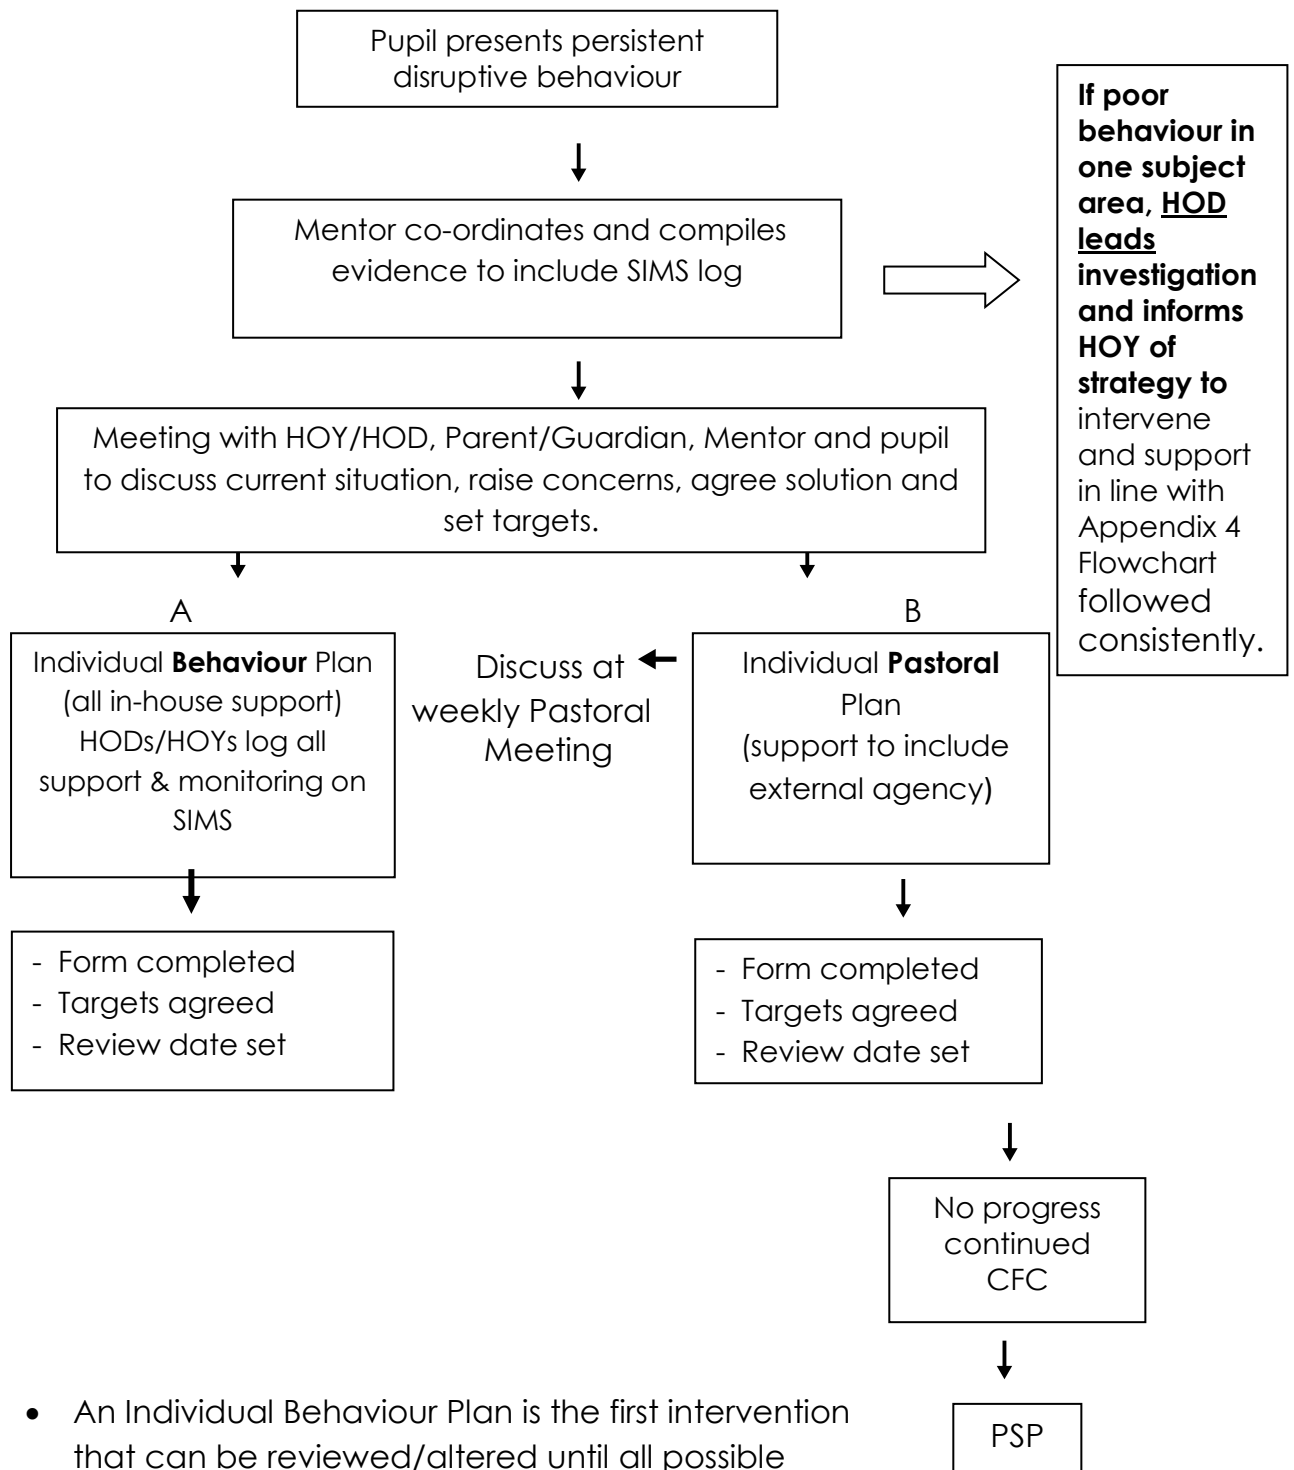 Pupil presents persistent
disruptive behaviour
If poor
behaviour in
one subject
area, HOD
leads
investigation
and informs
HOY of
strategy to
intervene
and support
in line with
Appendix 4
Flowchart
followed
consistently.
Mentor co-ordinates and compiles
evidence to include SIMS log
Meeting with HOY/HOD, Parent/Guardian, Mentor and pupil
to discuss current situation, raise concerns, agree solution and
set targets.
A
B
Individual Behaviour Plan
(all in-house support)
HODs/HOYs log all
support & monitoring on
SIMS
Discuss at
weekly Pastoral
Meeting
Individual Pastoral
Plan
(support to include
external agency)
- Form completed
- Targets agreed
- Review date set
- Form completed
- Targets agreed
- Review date set
No progress
continued
CFC
PSP
• An Individual Behaviour Plan is the first intervention
that can be reviewed/altered until all possible